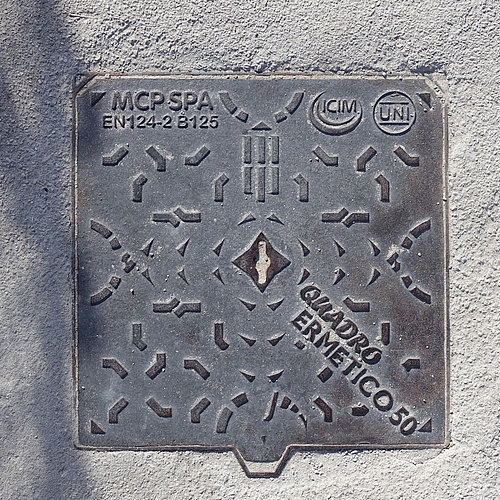 MCP SPA
EN124-2 B125
ICIM
UNI
QUADRO
ERMETICO 50